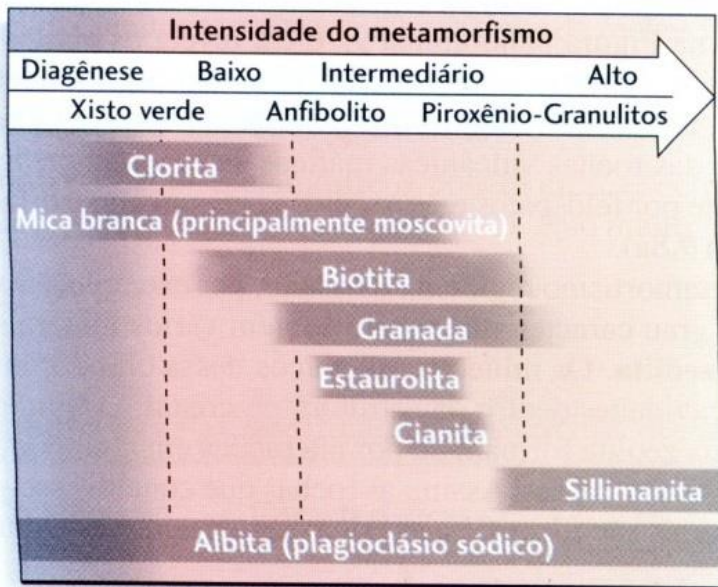 Intensidade do metamorfismo
Diagênese Baixo Intermediário Alto
Xisto verde Anfibolito Piroxênio-Granulitos
Clorita
Mica branca (principalmente moscovita)
Biotita
Granada
Estaurolita
Cianita
Sillimanita
Albita (plagioclásio sódico)